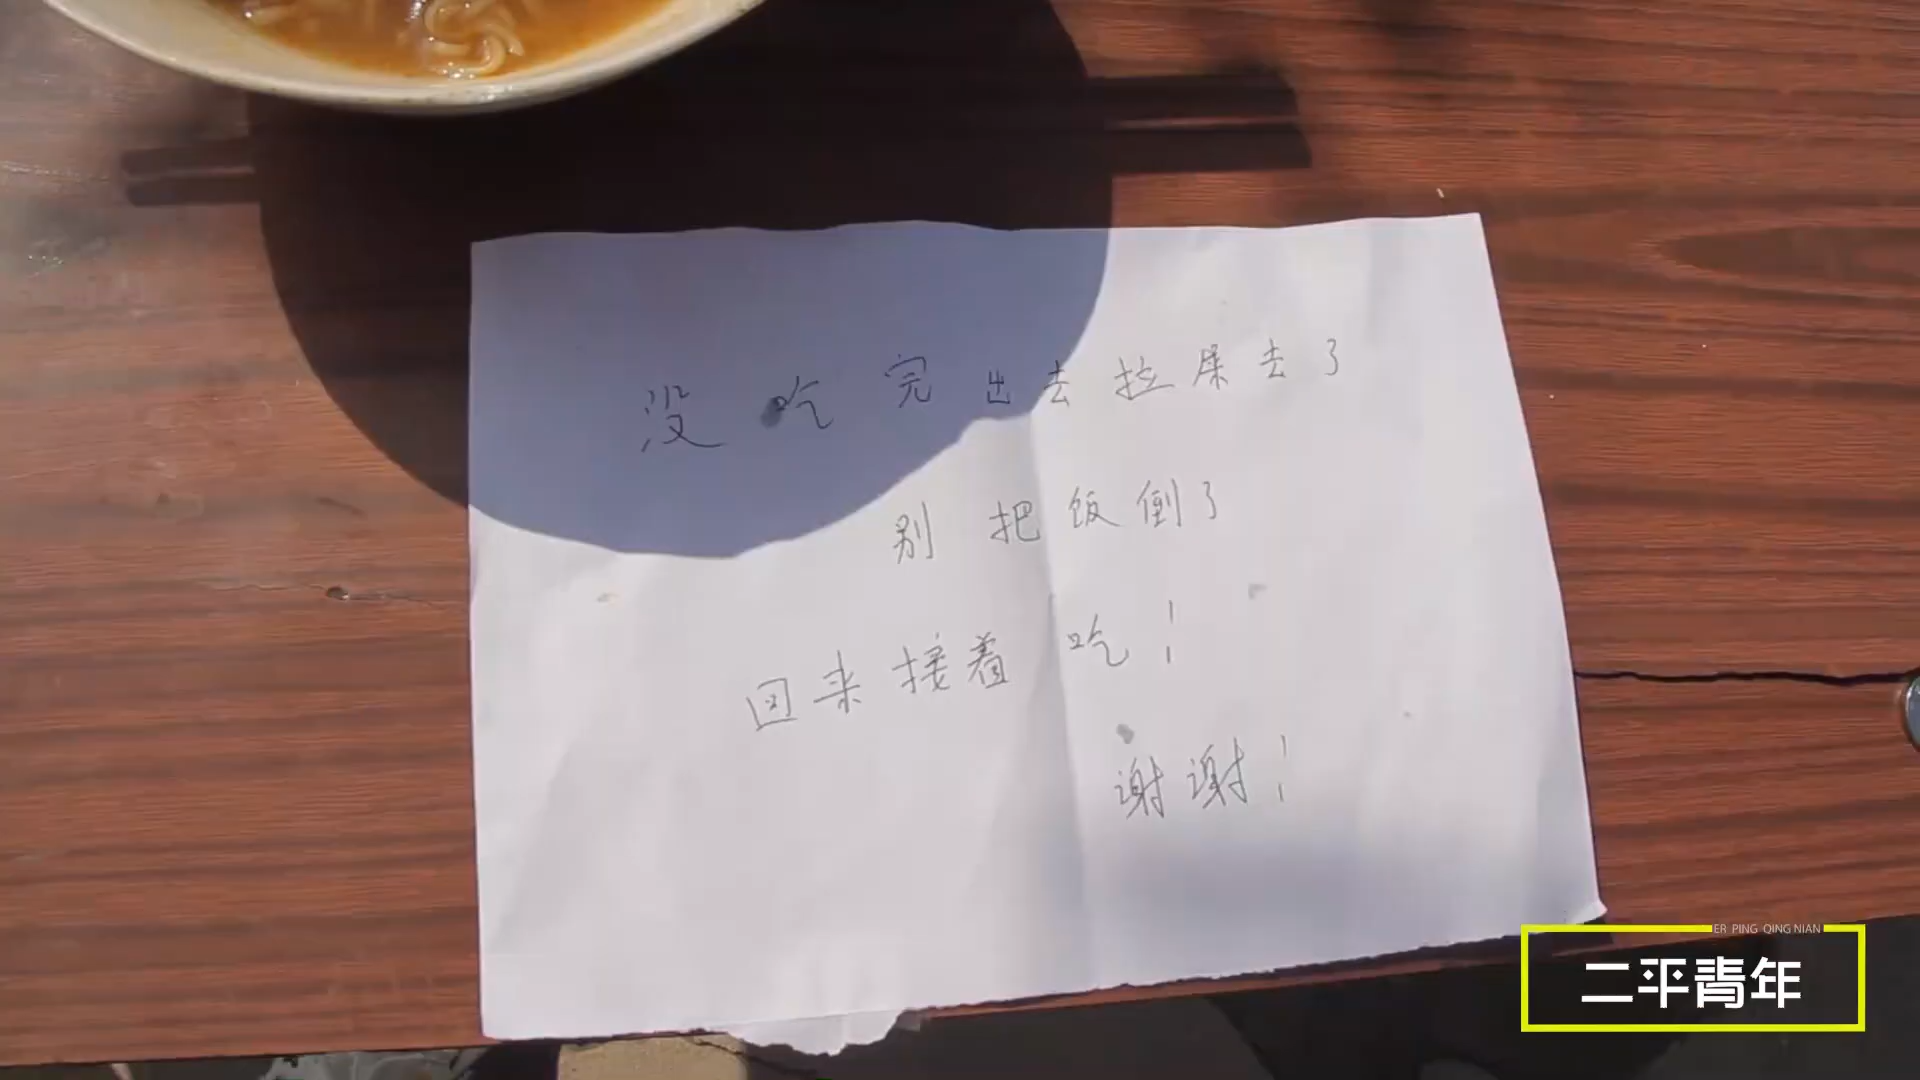 没吃完出去拉屎去了
别把饭倒了
回来接着吃!
谢谢!
ER PING QING NIAN
二平青年